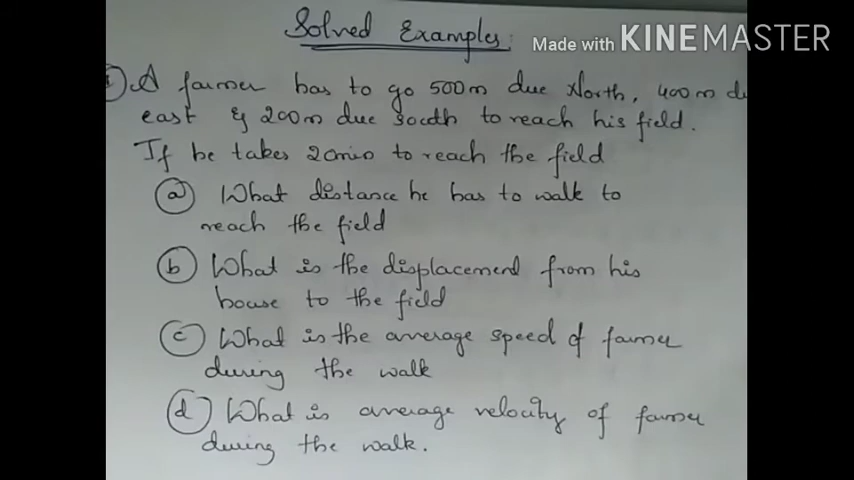 Solved Examples:
Made with KINEMASTER
1) A farmer has to go 500m due North, 400m du
east & 200m due south to reach his field.
If he takes 20min to reach the field
(a) What distance he has to walk to
reach the field
(b) What is the displacement from his
house to the field
(c) What is the average speed of farmer
during the walk
(d) What is average velocity of farmer
during the walk.